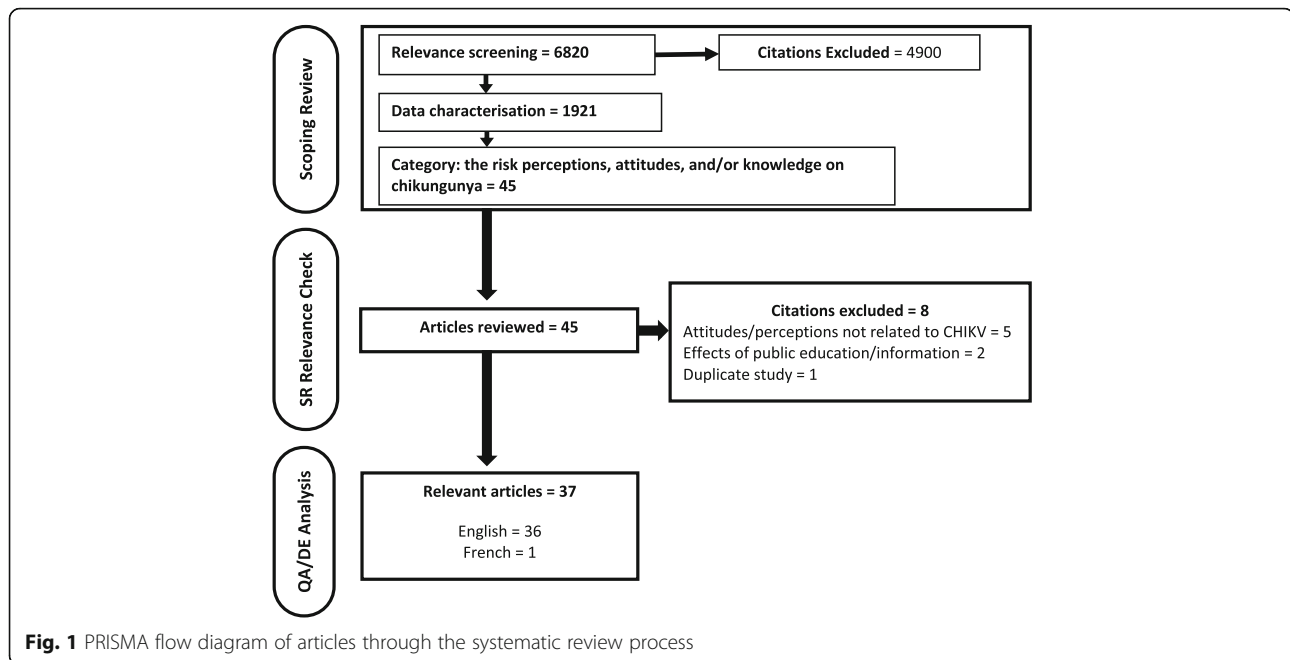 Scoping Review
Relevance screening = 6820
Citations Excluded = 4900
Data characterisation = 1921
Category: the risk perceptions, attitudes, and/or knowledge on
chikungunya = 45
SR Relevance Check
Articles reviewed = 45
Citations excluded = 8
Attitudes/perceptions not related to CHIKV = 5
Effects of public education/information = 2
Duplicate study = 1
QA/DE Analysis
Relevant articles = 37
English = 36
French = 1
Fig. 1 PRISMA flow diagram of articles through the systematic review process